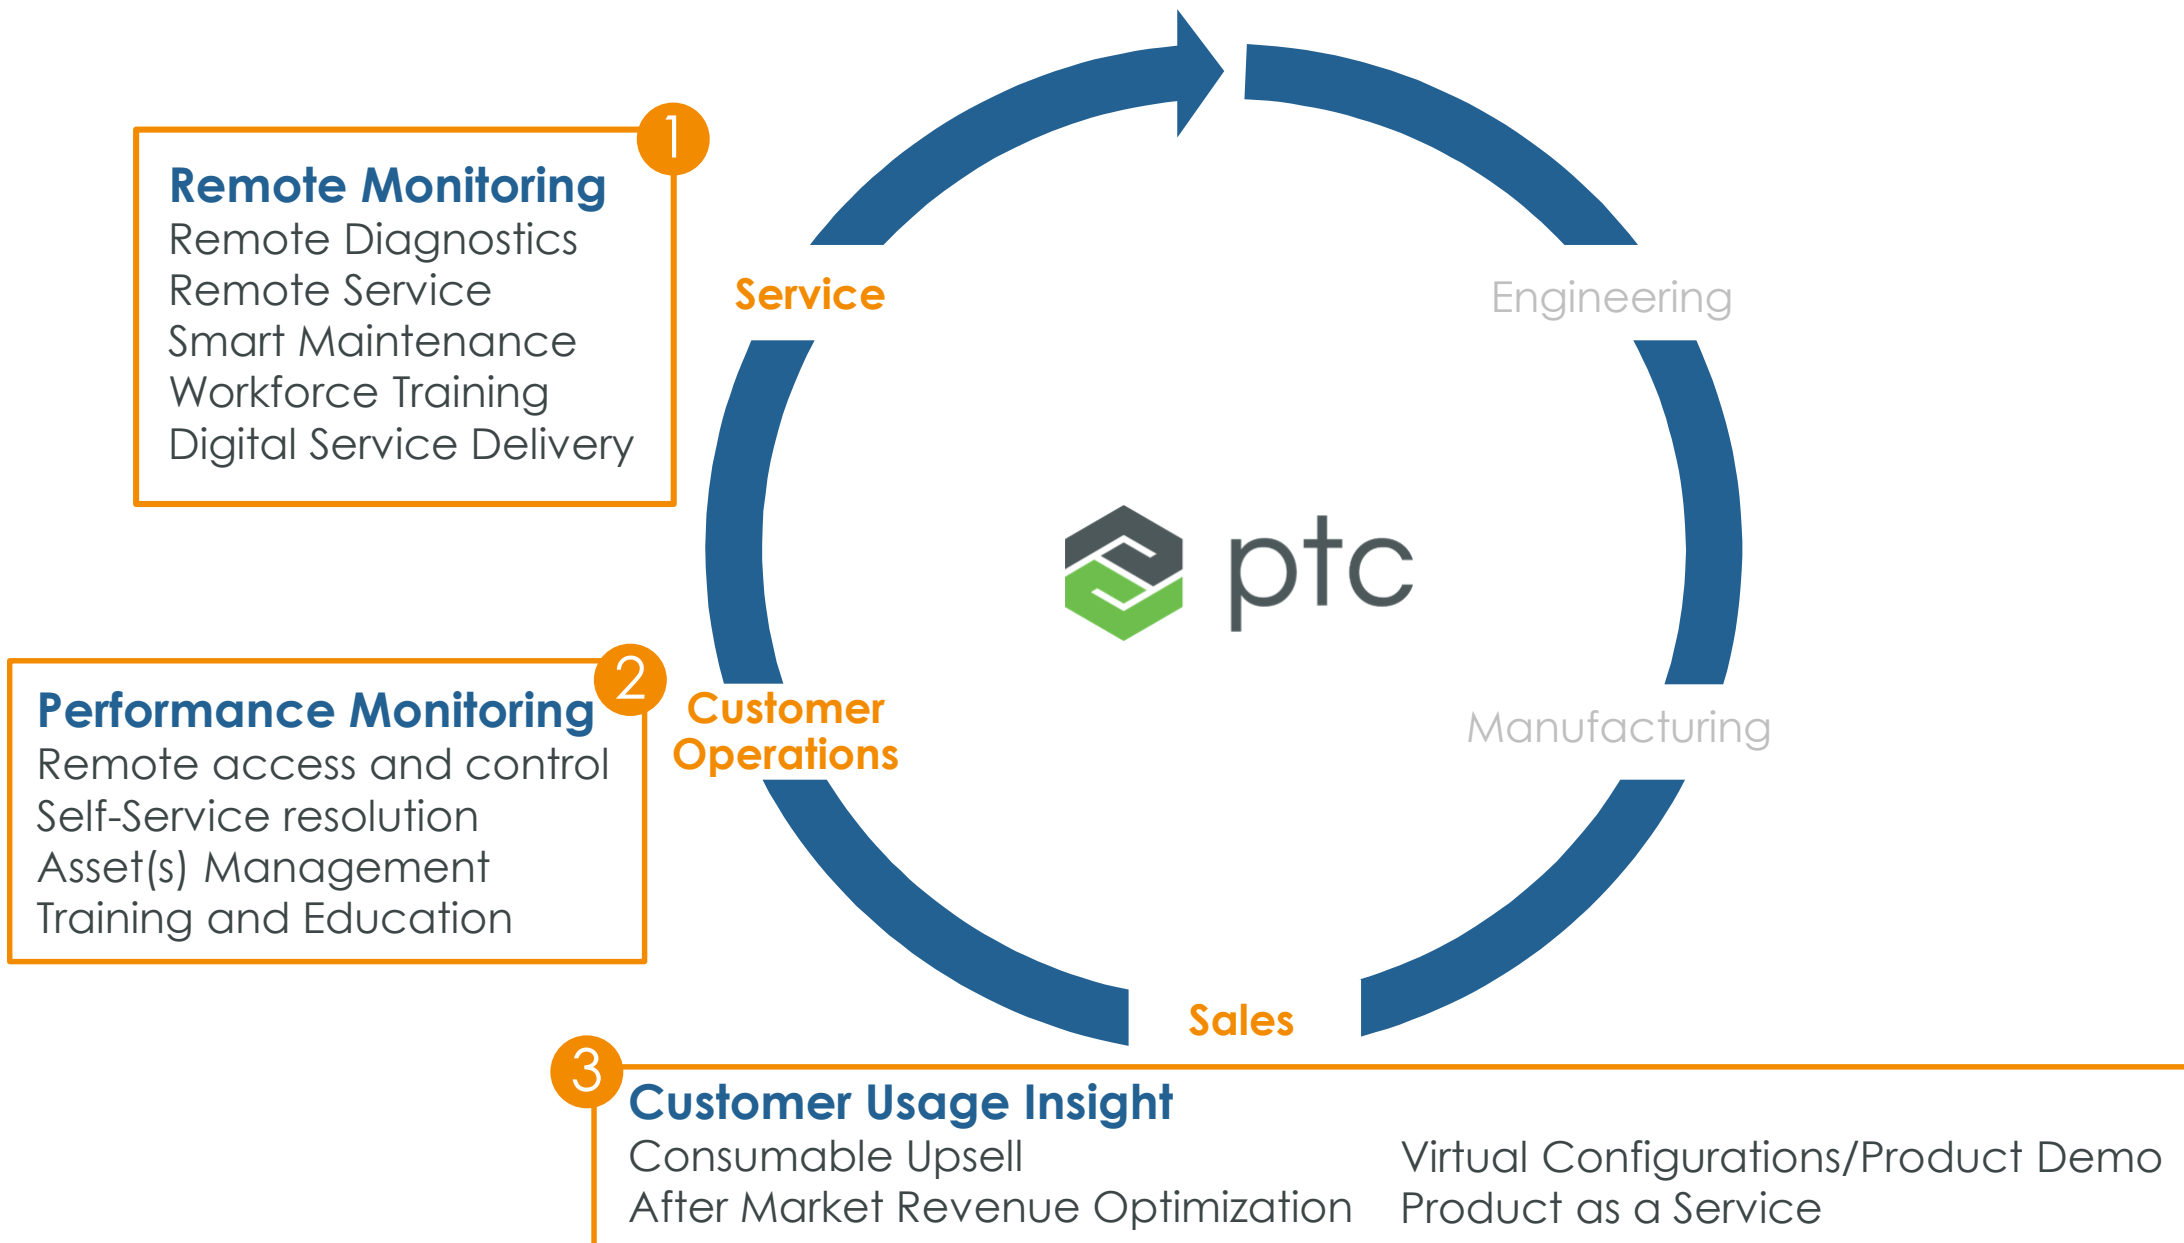 1
Remote Monitoring
Remote Diagnostics
Remote Service
Smart Maintenance
Workforce Training
Digital Service Delivery
Service
Engineering
ptc
2
Performance Monitoring
Remote access and control
Self-Service resolution
Asset(s) Management
Training and Education
Customer
Operations
Manufacturing
Sales
3
Customer Usage Insight
Consumable Upsell
After Market Revenue Optimization
Virtual Configurations/Product Demo
Product as a Service